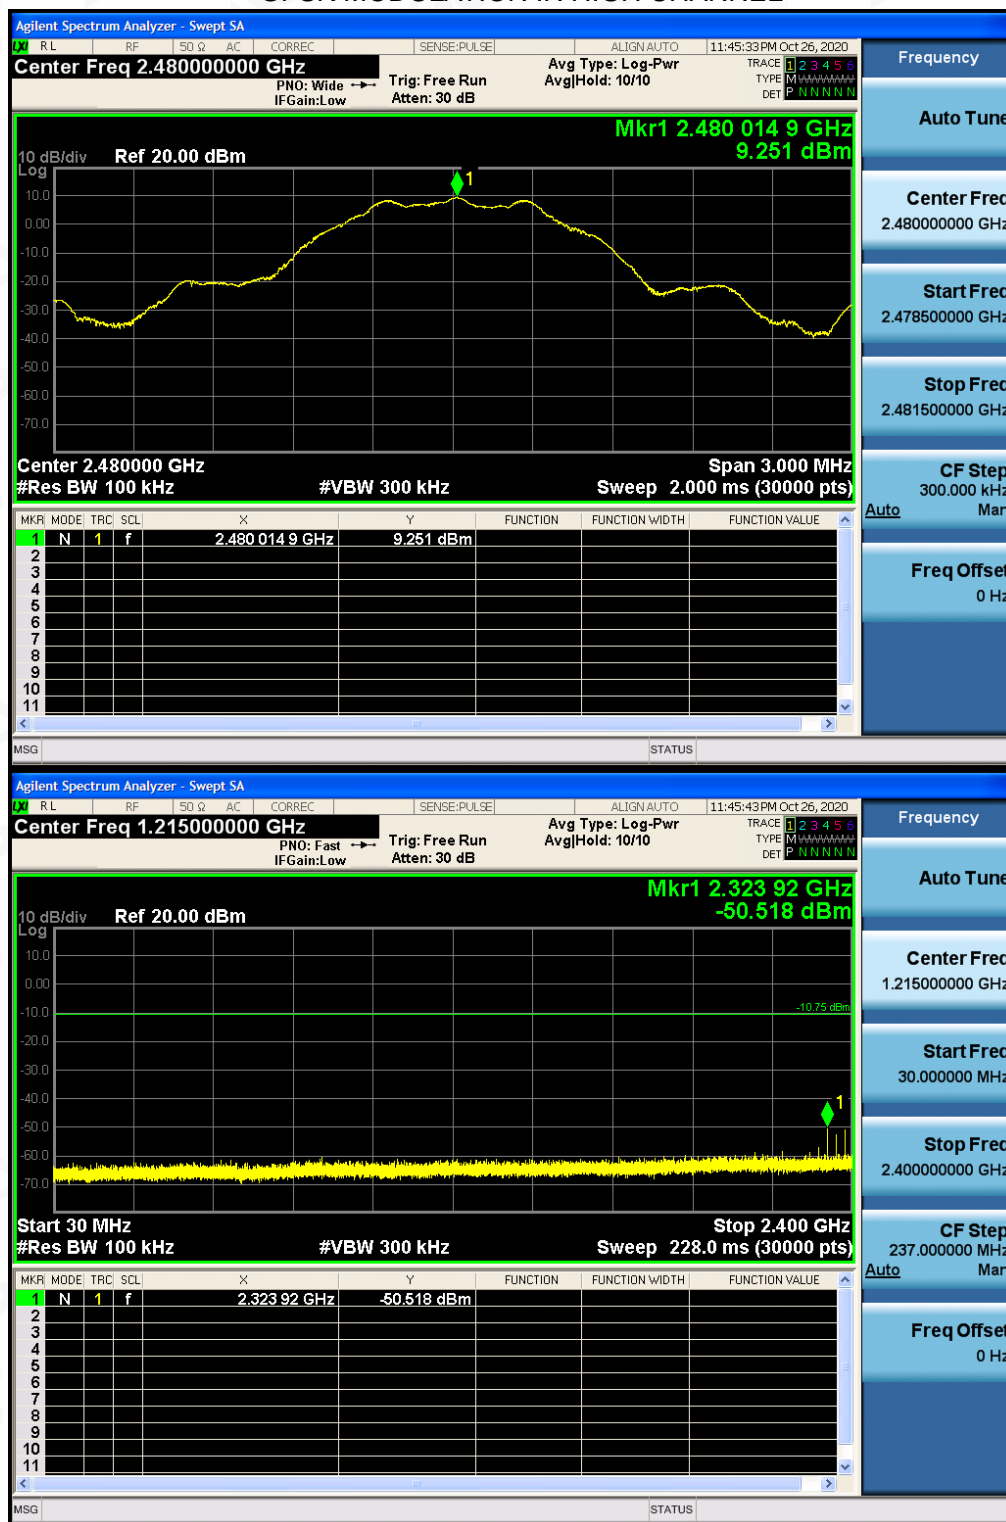 Agilent Spectrum Analyzer - Swept SA
LXI RL RF 50 Ω AC CORREC SENSE:PULSE ALIGN AUTO 11:45:33 PM Oct 26, 2020
Center Freq 2.480000000 GHz
PNO: Wide
IFGain:Low
Trig: Free Run
Atten: 30 dB
Avg Type: Log-Pwr
Avg|Hold: 10/10
TRACE 1 2 3 4 5 6
TYPE M
DET P N N N N N
Frequency
Auto Tune
Mkr1 2.480 014 9 GHz
9.251 dBm
10 dB/div Ref 20.00 dBm
Log
10.0
0.00
-10.0
-20.0
-30.0
-40.0
-50.0
-60.0
-70.0
1
Center Freq
2.480000000 GHz
Start Freq
2.478500000 GHz
Stop Freq
2.481500000 GHz
CF Step
300.000 kHz
Auto Man
Freq Offset
0 Hz
Center 2.480000 GHz Span 3.000 MHz
#Res BW 100 kHz #VBW 300 kHz Sweep 2.000 ms (30000 pts)
MKR MODE TRC SCL X Y FUNCTION FUNCTION WIDTH FUNCTION VALUE
1 N 1 f 2.480 014 9 GHz 9.251 dBm
2
3
4
5
6
7
8
9
10
11
MSG STATUS
Agilent Spectrum Analyzer - Swept SA
LXI RL RF 50 Ω AC CORREC SENSE:PULSE ALIGN AUTO 11:45:43 PM Oct 26, 2020
Center Freq 1.215000000 GHz
PNO: Fast
IFGain:Low
Trig: Free Run
Atten: 30 dB
Avg Type: Log-Pwr
Avg|Hold: 10/10
TRACE 1 2 3 4 5 6
TYPE M
DET P N N N N N
Frequency
Auto Tune
Mkr1 2.323 92 GHz
-50.518 dBm
10 dB/div Ref 20.00 dBm
Log
10.0
0.00
-10.0
-20.0
-30.0
-40.0
-50.0
-60.0
-70.0
-10.75 dBm
1
Center Freq
1.215000000 GHz
Start Freq
30.000000 MHz
Stop Freq
2.400000000 GHz
CF Step
237.000000 MHz
Auto Man
Freq Offset
0 Hz
Start 30 MHz Stop 2.400 GHz
#Res BW 100 kHz #VBW 300 kHz Sweep 228.0 ms (30000 pts)
MKR MODE TRC SCL X Y FUNCTION FUNCTION WIDTH FUNCTION VALUE
1 N 1 f 2.323 92 GHz -50.518 dBm
2
3
4
5
6
7
8
9
10
11
MSG STATUS